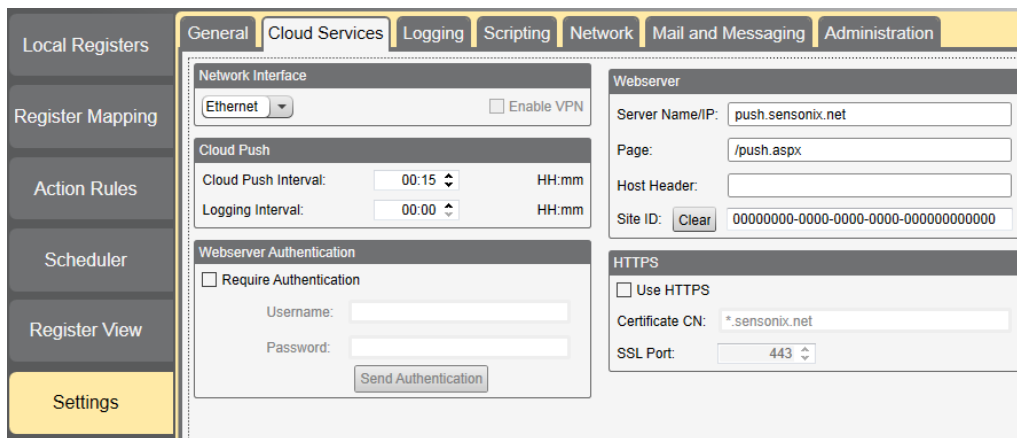 Local Registers
Register Mapping
Action Rules
Scheduler
Register View
Settings
General Cloud Services Logging Scripting Network Mail and Messaging Administration
Network Interface
Ethernet Enable VPN
Cloud Push
Cloud Push Interval: 00:15 HH:mm
Logging Interval: 00:00 HH:mm
Webserver Authentication
Require Authentication
Username:
Password:
Send Authentication
Webserver
Server Name/IP: push.sensonix.net
Page: /push.aspx
Host Header:
Site ID: Clear 00000000-0000-0000-0000-000000000000
HTTPS
Use HTTPS
Certificate CN: *.sensonix.net
SSL Port: 443